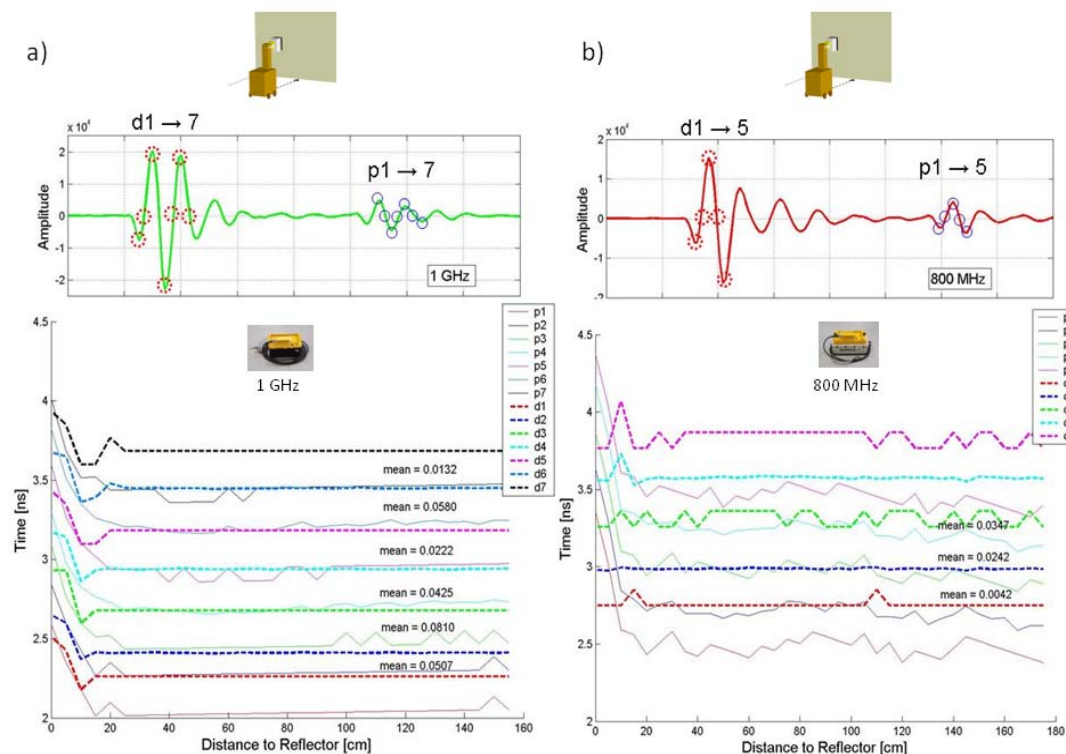 a)
d1 → 7
p1 → 7
x 10⁴
2
1
0
-1
-2
Amplitude
1 GHz
4.5
4
3.5
3
2.5
2
Time [ns]
1 GHz
p1
p2
p3
p4
p5
p6
p7
d1
d2
d3
d4
d5
d6
d7
mean = 0.0132
mean = 0.0580
mean = 0.0222
mean = 0.0425
mean = 0.0810
mean = 0.0507
0 20 40 60 80 100 120 140 160
Distance to Reflector [cm]
b)
d1 → 5
p1 → 5
x 10⁴
2
1
0
-1
-2
Amplitude
800 MHz
4.5
4
3.5
3
2.5
2
Time [ns]
800 MHz
mean = 0.0347
mean = 0.0242
mean = 0.0042
0 20 40 60 80 100 120 140 160 180
Distance to Reflector [cm]